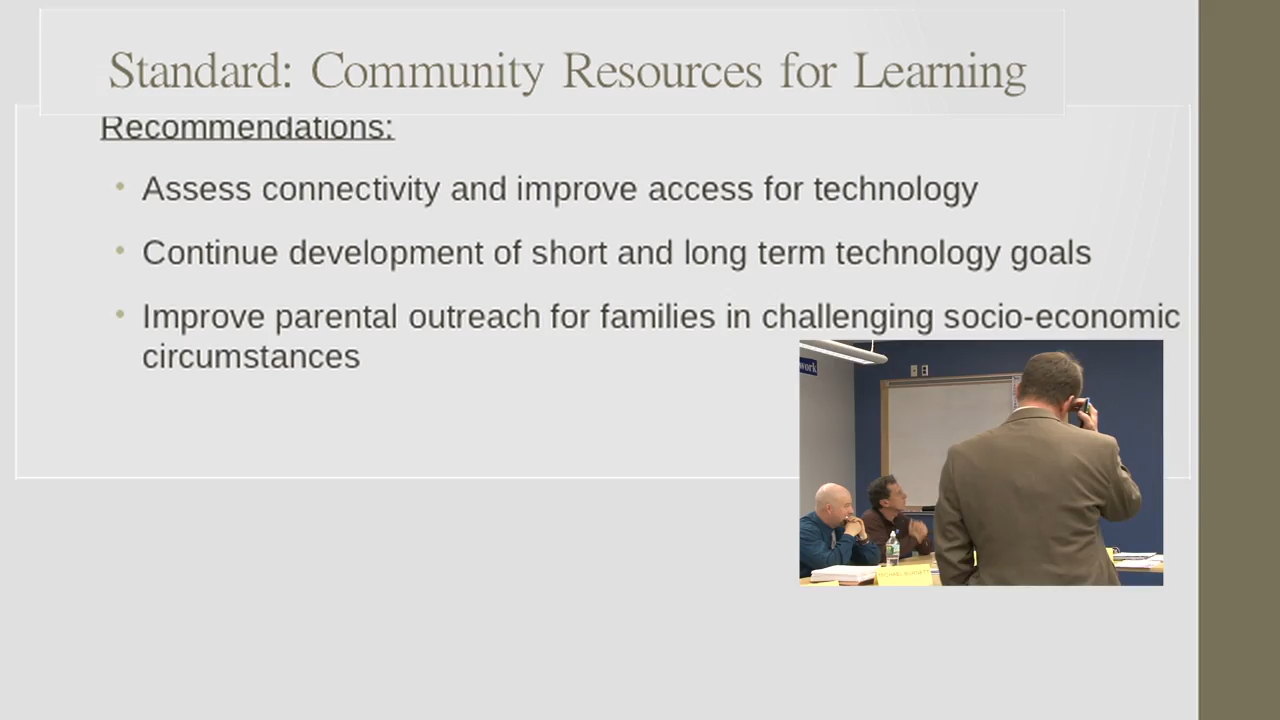 Standard: Community Resources for Learning
Recommendations:
• Assess connectivity and improve access for technology
• Continue development of short and long term technology goals
• Improve parental outreach for families in challenging socio-economic
circumstances
work